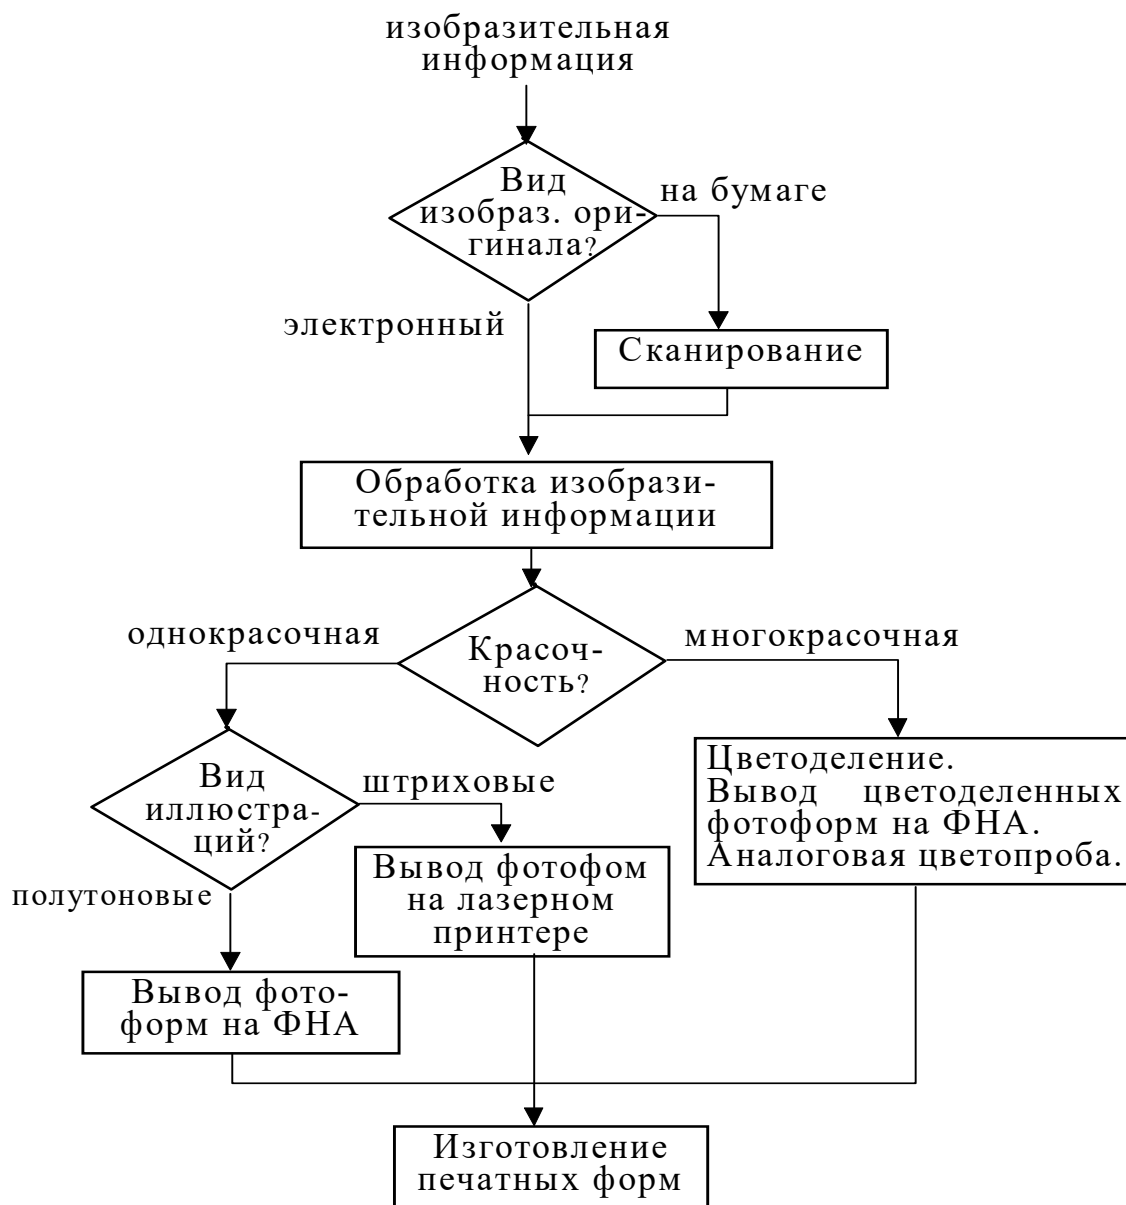 изобразительная
информация
Вид
изобраз. ори-
гинала?
на бумаге
электронный
Сканирование
Обработка изобрази-
тельной информации
однокрасочная
Красоч-
ность?
многокрасочная
Вид
иллюстра-
ций?
штриховые
полутоновые
Цветоделение.
Вывод цветоделенных
фотоформ на ФНА.
Аналоговая цветопроба.
Вывод фотофом
на лазерном
принтере
Вывод фото-
форм на ФНА
Изготовление
печатных форм